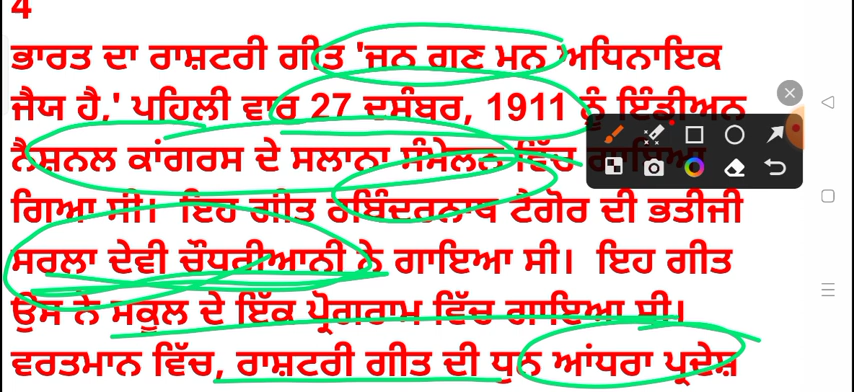 4
ਭਾਰਤ ਦਾ ਰਾਸ਼ਟਰੀ ਗੀਤ 'ਜਨ ਗਣ ਮਨ ਅਧਿਨਾਇਕ
ਜੈਯ ਹੈ,' ਪਹਿਲੀ ਵਾਰ 27 ਦਸੰਬਰ, 1911 ਨੂੰ ਇੰਡੀਅਨ
ਨੈਸ਼ਨਲ ਕਾਂਗਰਸ ਦੇ ਸਲਾਨਾ ਸੰਮੇਲਨ ਵਿੱਚ ਗਾਇਆ
ਗਿਆ ਸੀ। ਇਹ ਗੀਤ ਰਬਿੰਦਰਨਾਥ ਟੈਗੋਰ ਦੀ ਭਤੀਜੀ
ਸਰਲਾ ਦੇਵੀ ਚੌਧਰੀਆਨੀ ਨੇ ਗਾਇਆ ਸੀ। ਇਹ ਗੀਤ
ਉਸ ਨੇ ਸਕੂਲ ਦੇ ਇੱਕ ਪ੍ਰੋਗਰਾਮ ਵਿੱਚ ਗਾਇਆ ਸੀ।
ਵਰਤਮਾਨ ਵਿੱਚ, ਰਾਸ਼ਟਰੀ ਗੀਤ ਦੀ ਧੁਨ ਆਂਧਰਾ ਪ੍ਰਦੇਸ਼